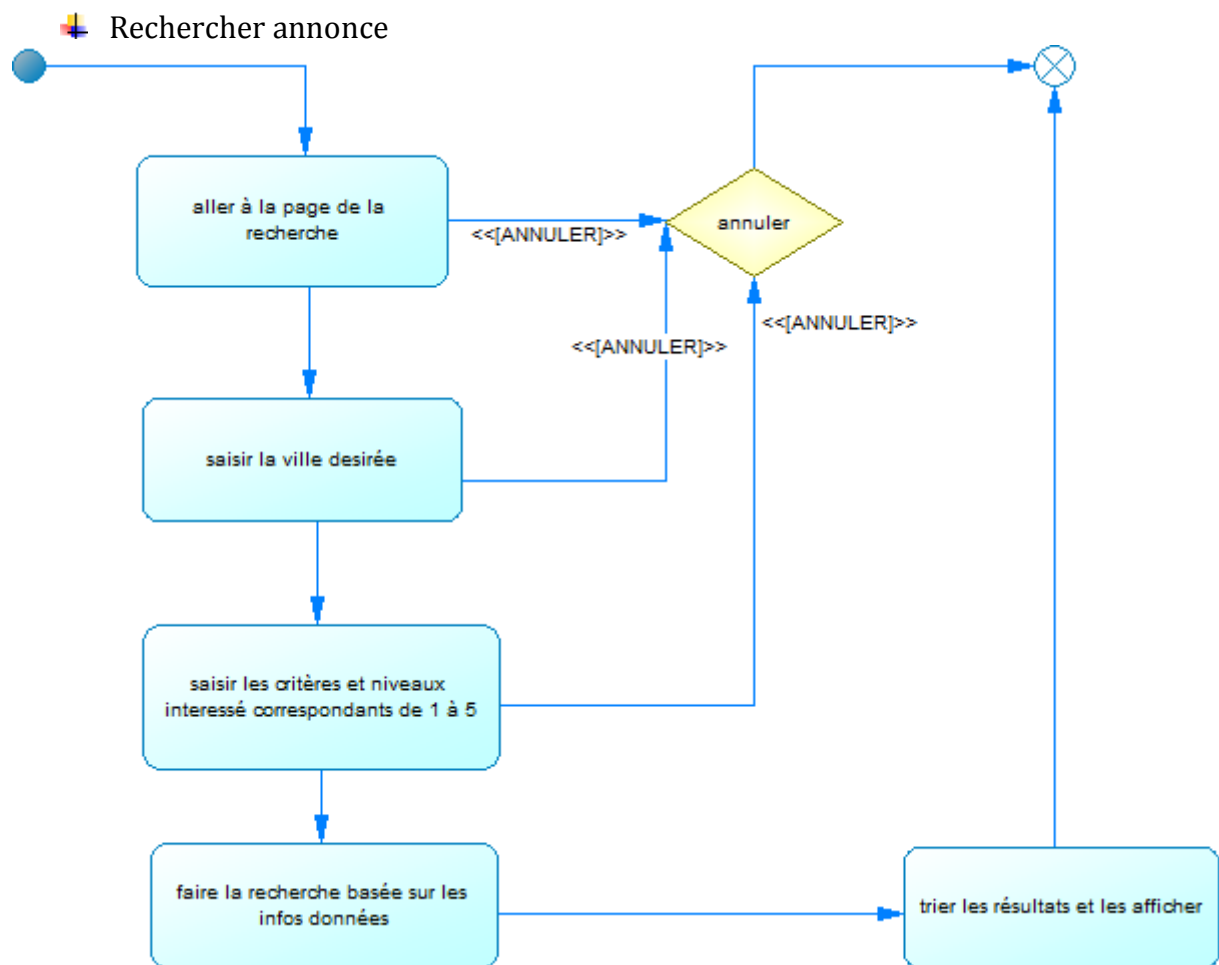 Rechercher annonce
aller à la page de la
recherche
<<[ANNULER]>>
annuler
<<[ANNULER]>>
<<[ANNULER]>>
saisir la ville desirée
saisir les critères et niveaux
interessé correspondants de 1 à 5
faire la recherche basée sur les
infos données
trier les résultats et les afficher